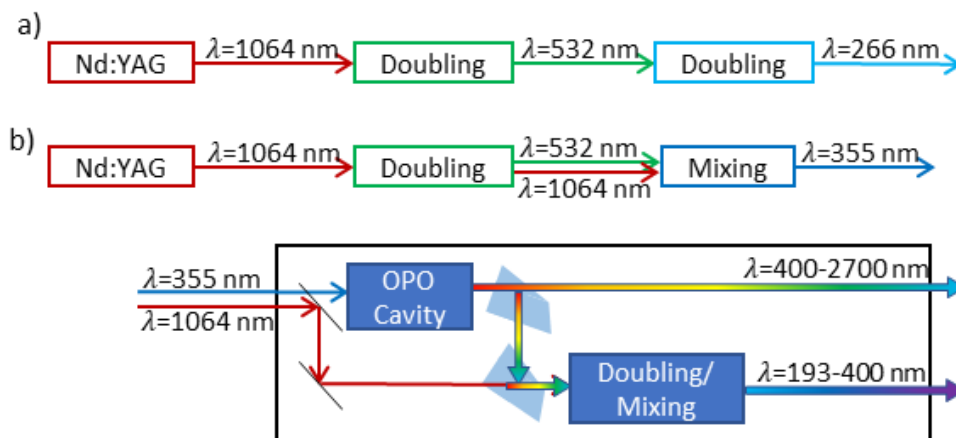 a)
Nd:YAG
λ=1064 nm
Doubling
λ=532 nm
Doubling
λ=266 nm
b)
Nd:YAG
λ=1064 nm
Doubling
λ=532 nm
λ=1064 nm
Mixing
λ=355 nm
λ=355 nm
λ=1064 nm
OPO
Cavity
λ=400-2700 nm
Doubling/
Mixing
λ=193-400 nm